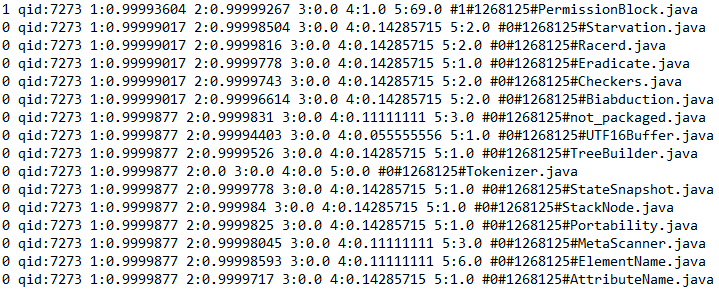 1 qid:7273 1:0.99993604 2:0.99999267 3:0.0 4:1.0 5:69.0 #1#1268125#PermissionBlock.java
0 qid:7273 1:0.99999017 2:0.99998504 3:0.0 4:0.14285715 5:2.0 #0#1268125#Starvation.java
0 qid:7273 1:0.99999017 2:0.9999816 3:0.0 4:0.14285715 5:2.0 #0#1268125#Racerd.java
0 qid:7273 1:0.99999017 2:0.9999778 3:0.0 4:0.14285715 5:1.0 #0#1268125#Eradicate.java
0 qid:7273 1:0.99999017 2:0.9999743 3:0.0 4:0.14285715 5:2.0 #0#1268125#Checkers.java
0 qid:7273 1:0.99999017 2:0.99996614 3:0.0 4:0.14285715 5:2.0 #0#1268125#Biabduction.java
0 qid:7273 1:0.9999877 2:0.9999831 3:0.0 4:0.11111111 5:3.0 #0#1268125#not_packaged.java
0 qid:7273 1:0.9999877 2:0.99994403 3:0.0 4:0.055555556 5:1.0 #0#1268125#UTF16Buffer.java
0 qid:7273 1:0.9999877 2:0.9999526 3:0.0 4:0.14285715 5:1.0 #0#1268125#TreeBuilder.java
0 qid:7273 1:0.9999877 2:0.0 3:0.0 4:0.0 5:0.0 #0#1268125#Tokenizer.java
0 qid:7273 1:0.9999877 2:0.9999778 3:0.0 4:0.14285715 5:1.0 #0#1268125#StateSnapshot.java
0 qid:7273 1:0.9999877 2:0.999984 3:0.0 4:0.14285715 5:1.0 #0#1268125#StackNode.java
0 qid:7273 1:0.9999877 2:0.9999825 3:0.0 4:0.14285715 5:1.0 #0#1268125#Portability.java
0 qid:7273 1:0.9999877 2:0.99998045 3:0.0 4:0.11111111 5:3.0 #0#1268125#MetaScanner.java
0 qid:7273 1:0.9999877 2:0.99998593 3:0.0 4:0.11111111 5:6.0 #0#1268125#ElementName.java
0 qid:7273 1:0.9999877 2:0.9999717 3:0.0 4:0.14285715 5:1.0 #0#1268125#AttributeName.java